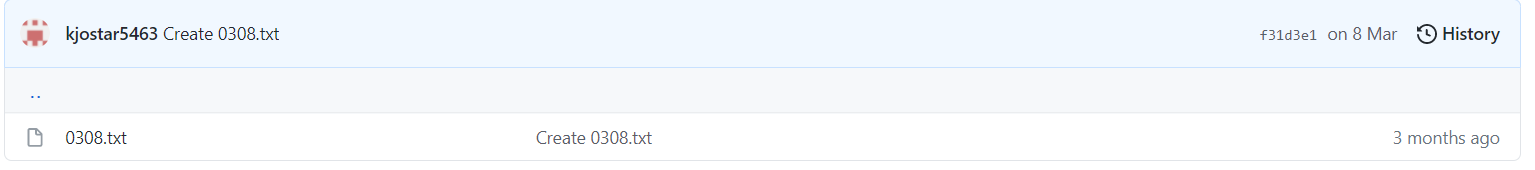 kjostar5463 Create 0308.txt f31d3e1 on 8 Mar History
..
0308.txt Create 0308.txt 3 months ago